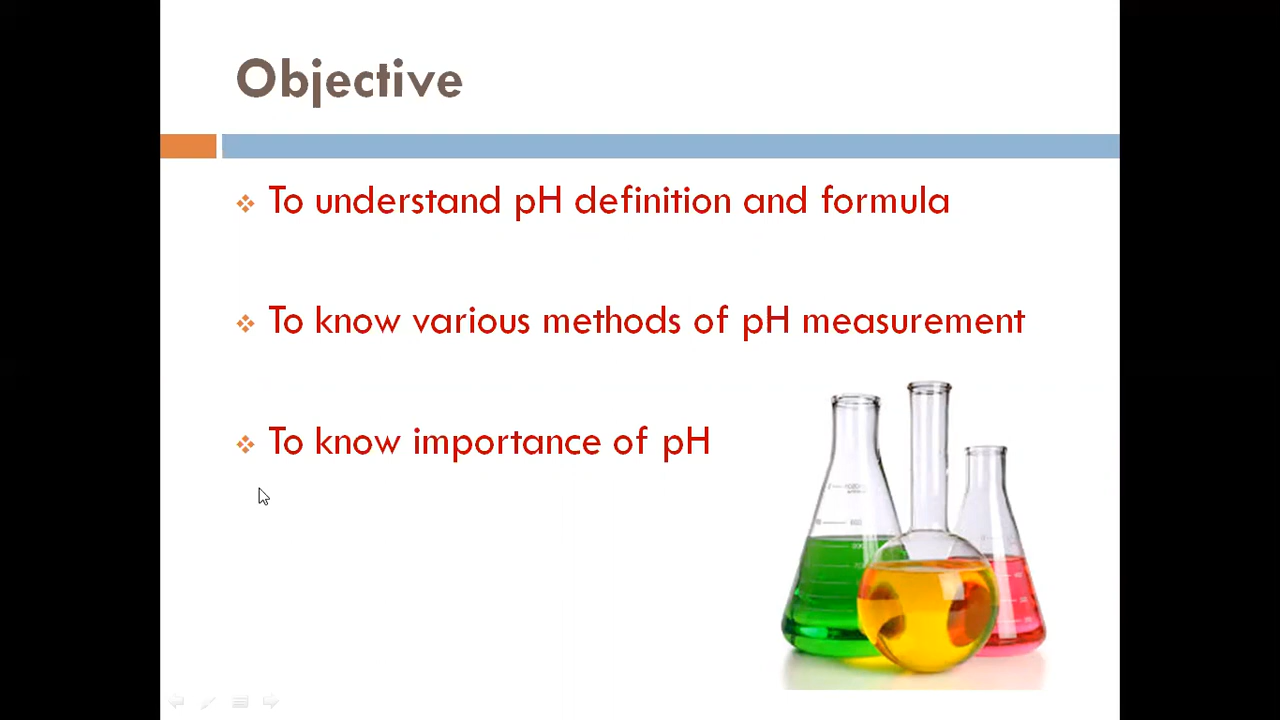 Objective
To understand pH definition and formula
To know various methods of pH measurement
To know importance of pH